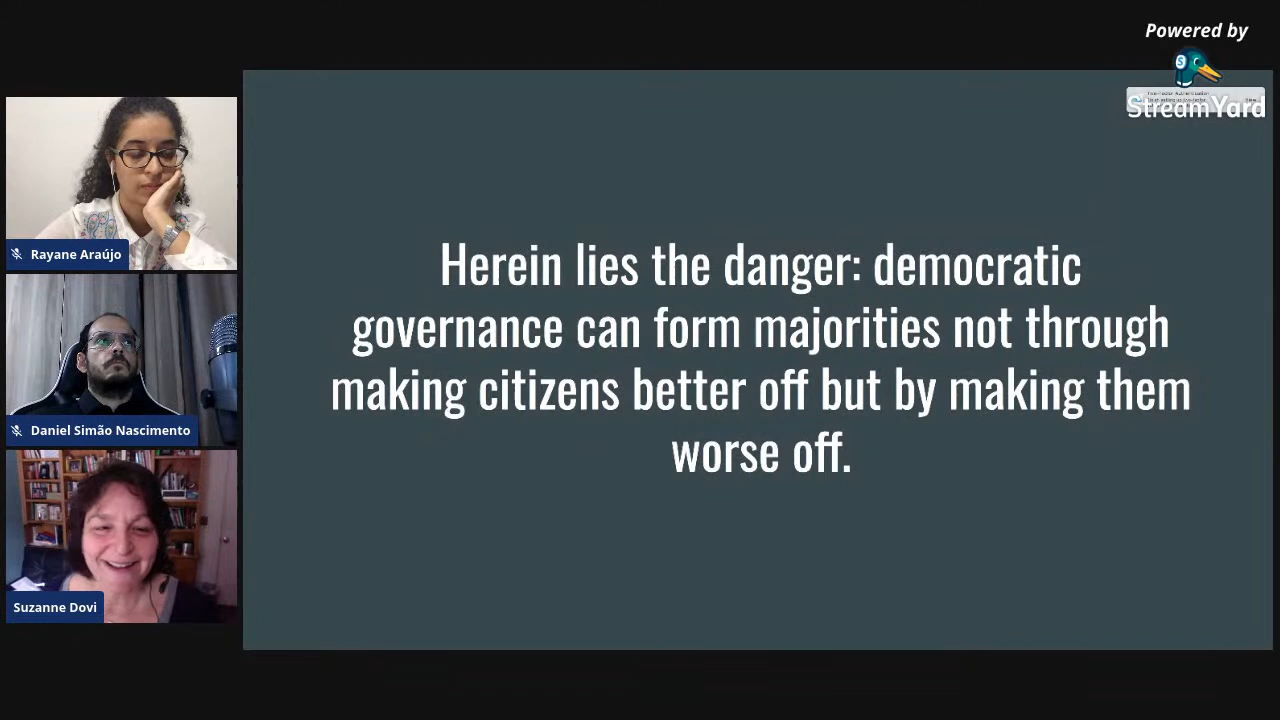 Powered by
StreamYard
Rayane Araújo
Daniel Simão Nascimento
Suzanne Dovi
Herein lies the danger: democratic
governance can form majorities not through
making citizens better off but by making them
worse off.